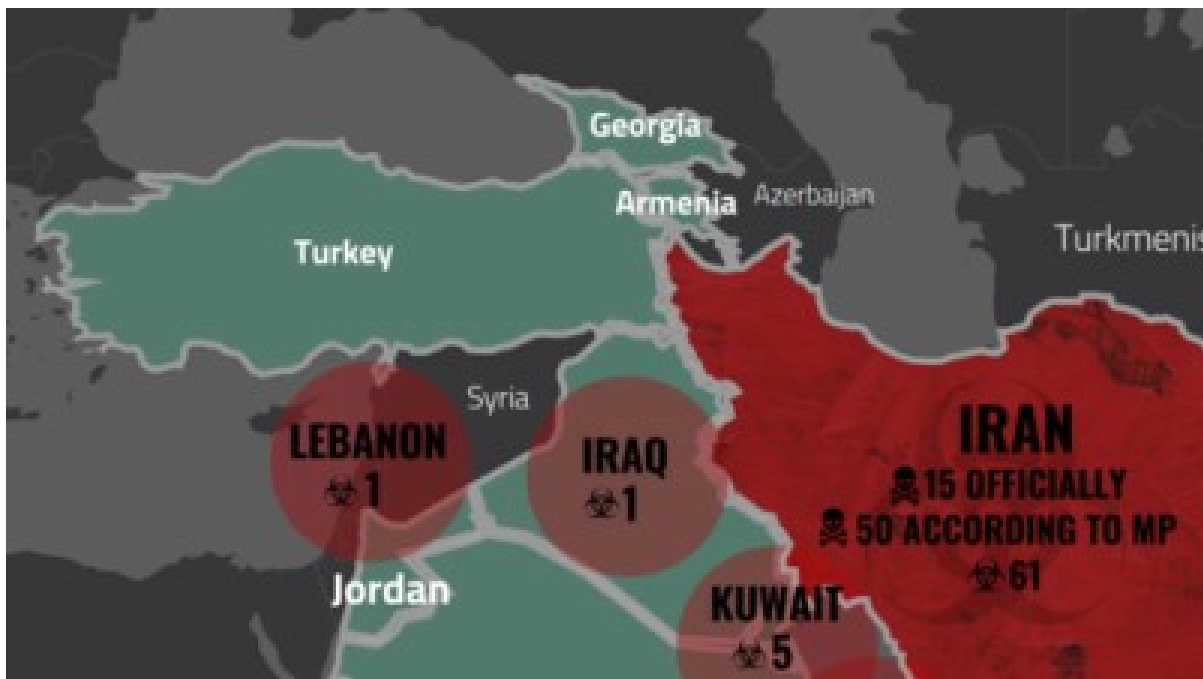 Georgia
Armenia
Azerbaijan
Turkey
Turkmenis
Syria
LEBANON
1
IRAQ
1
IRAN
15 OFFICIALLY
50 ACCORDING TO MP
61
Jordan
KUWAIT
5